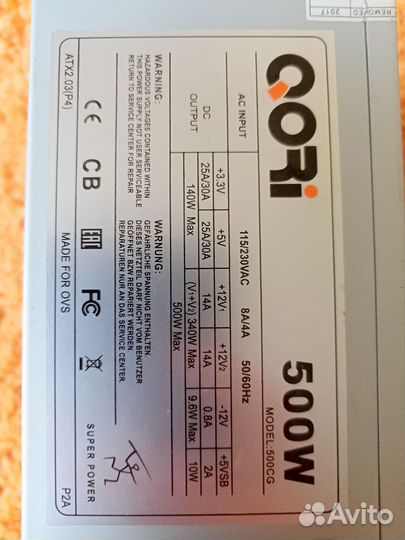 QORi
500W
MODEL:500CG
AC INPUT 115/230VAC 8A/4A 50/60Hz
DC OUTPUT +3.3V +5V +12V1 +12V2 -12V +5VSB
25A/30A 25A/30A 14A 14A 0.8A 2A
140W Max (V1+V2) 340W Max 9.6W Max 10W
500W Max
WARNING:
HAZARDOUS VOLTAGES CONTAINED WITHIN
THIS POWER SUPPLY NOT USER SERVICEABLE
RETURN TO SERVICE CENTER FOR REPAIR
WARNUNG:
GEFÄHRLICHE SPANNUNG ENTHALTEN.
DIESES NETZTEIL DARF NICHT VOM USER
GEÖFFNET BZW REPARIERT WERDEN.
REPARATUREN NUR AN DAS SERVICE CENTER.
CE CB EAC FC
SUPER POWER
ATX2.03(P4) MADE FOR OVS P2A
REMOVED
2017
Avito